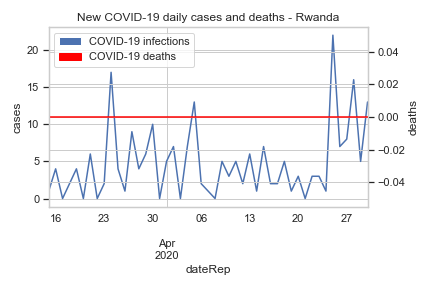 New COVID-19 daily cases and deaths - Rwanda
COVID-19 infections
COVID-19 deaths
cases
20
15
10
5
0
deaths
0.04
0.02
0.00
−0.02
−0.04
16
23
30
06
13
20
27
Apr
2020
dateRep